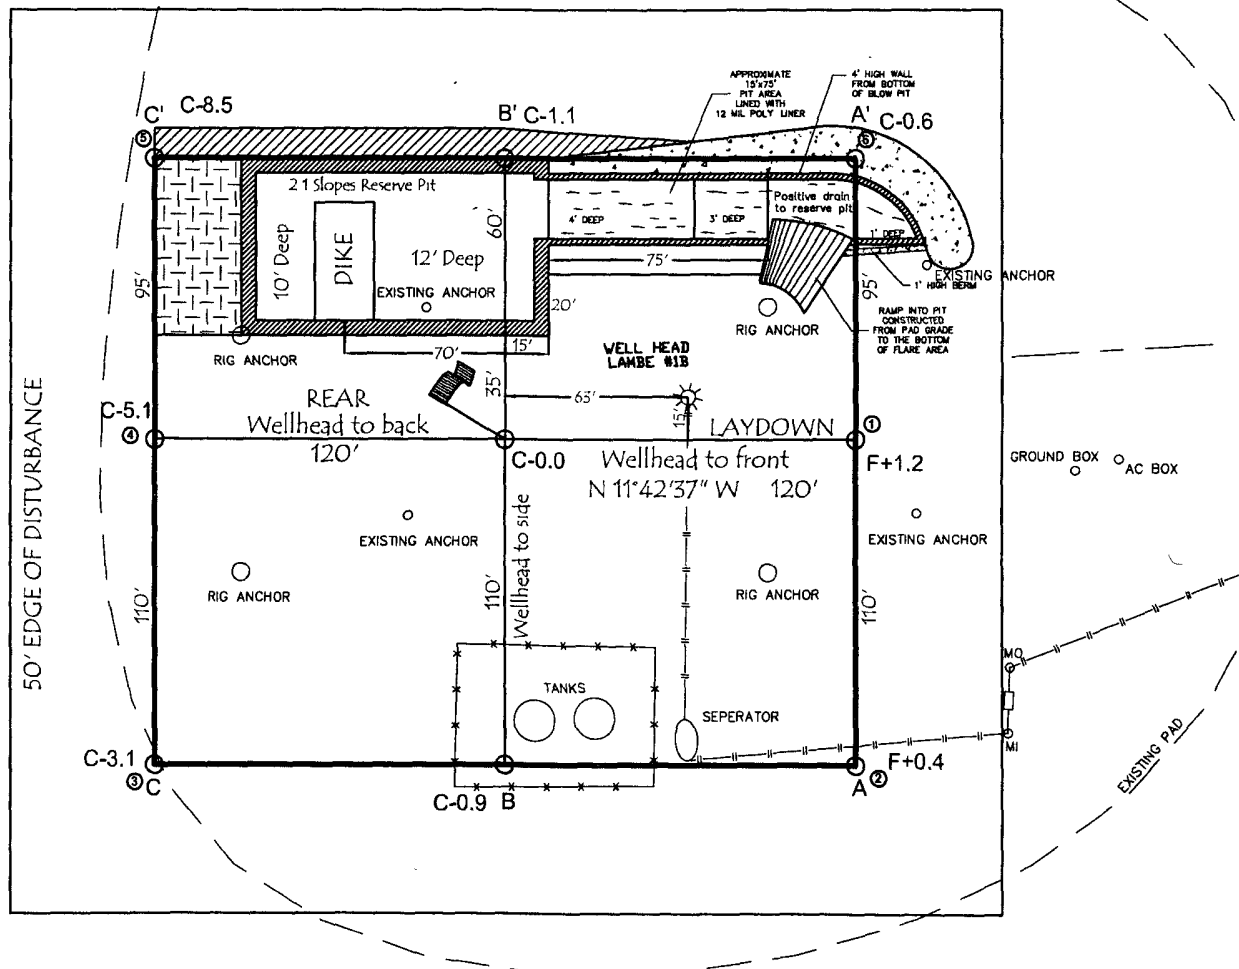 APPROXIMATE
15'x75'
PIT AREA
LINED WITH
12 MIL POLY LINER
4' HIGH WALL
FROM BOTTOM
OF BLOW PIT
C' C-8.5
B' C-1.1
A' C-0.6
5
6
2 1 Slopes Reserve Pit
Positive drain
to reserve pit
4' DEEP
3' DEEP
1' DEEP
60'
10' Deep
DIKE
12' Deep
EXISTING ANCHOR
75'
EXISTING ANCHOR
1' HIGH BERM
95'
95'
20'
RIG ANCHOR
RAMP INTO PIT
CONSTRUCTED
FROM PAD GRADE
TO THE BOTTOM
OF FLARE AREA
RIG ANCHOR
70'
15'
WELL HEAD
LAMBE #1B
35'
63'
15'
50' EDGE OF DISTURBANCE
REAR
Wellhead to back
120'
C-5.1
4
LAYDOWN
1
C-0.0
Wellhead to front
N 11°42'37" W 120'
F+1.2
GROUND BOX
AC BOX
Wellhead to side
EXISTING ANCHOR
EXISTING ANCHOR
RIG ANCHOR
RIG ANCHOR
110'
110'
110'
MO
TANKS
SEPERATOR
MI
C-3.1
3 C
C-0.9 B
F+0.4
A 2
EXISTING PAD